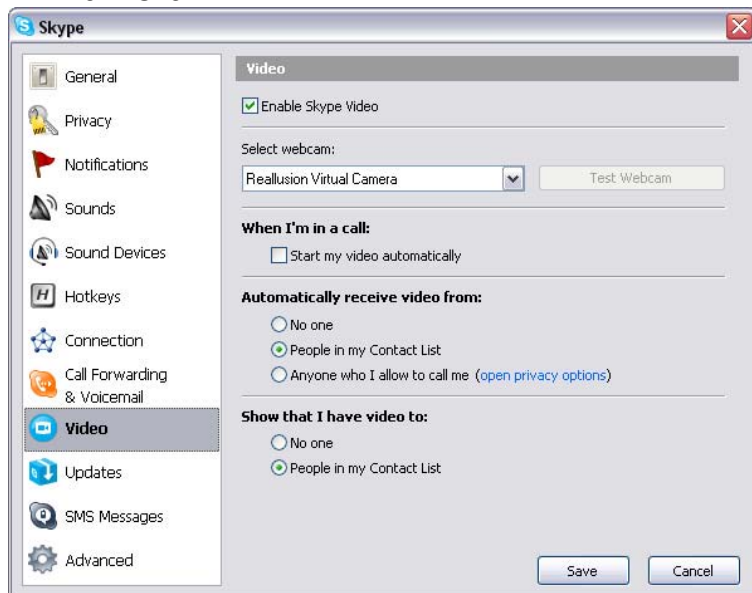 Skype
General
Privacy
Notifications
Sounds
Sound Devices
H Hotkeys
Connection
Call Forwarding
& Voicemail
Video
Updates
SMS Messages
Advanced
Video
Enable Skype Video
Select webcam:
Reallusion Virtual Camera
Test Webcam
When I'm in a call:
Start my video automatically
Automatically receive video from:
No one
People in my Contact List
Anyone who I allow to call me (open privacy options)
Show that I have video to:
No one
People in my Contact List
Save
Cancel